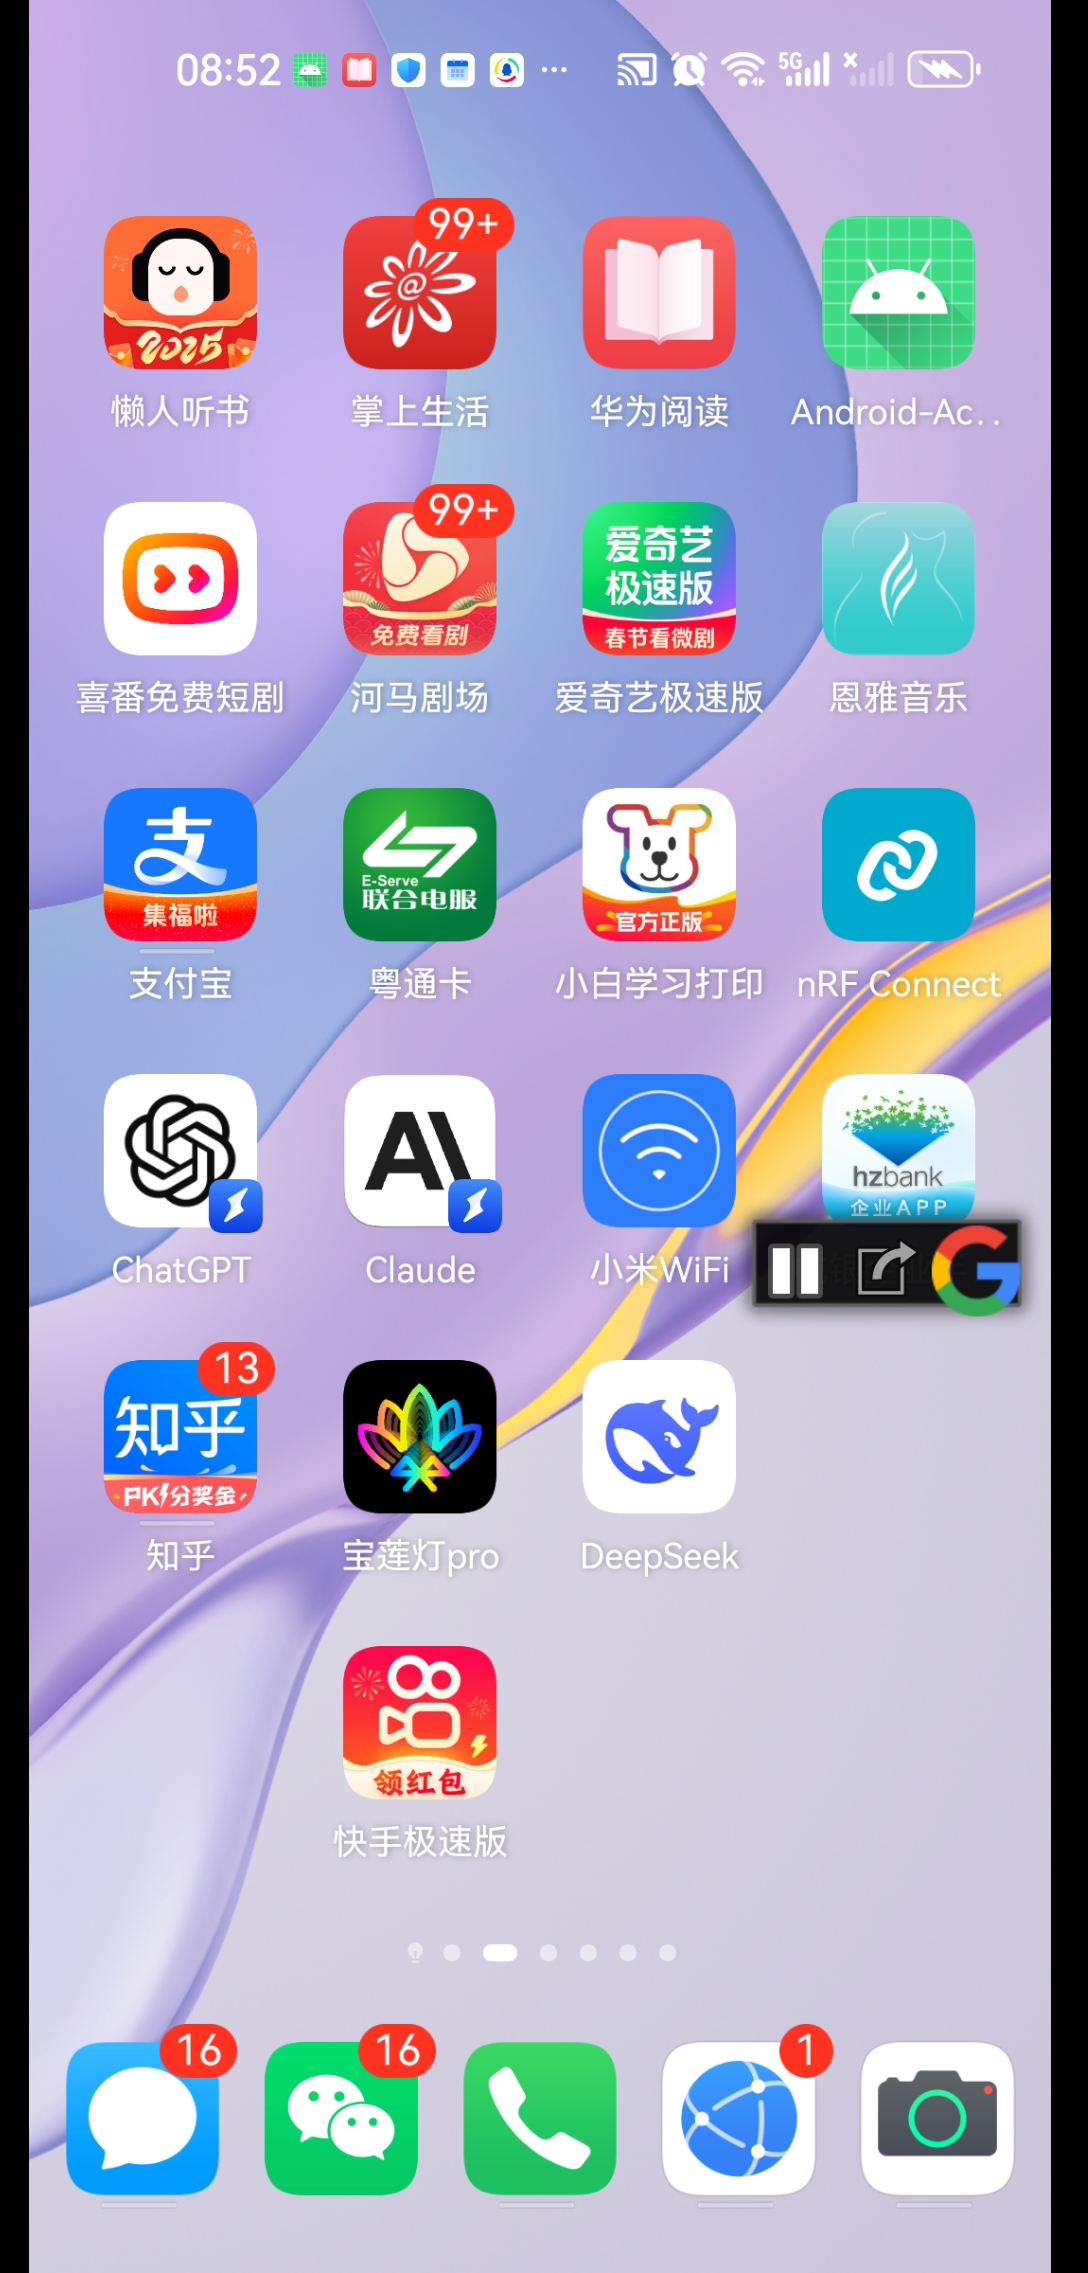 08:52
5G
99+
2025
懒人听书
掌上生活
华为阅读
Android-Ac..
99+
免费看剧
爱奇艺
极速版
春节看微剧
喜番免费短剧
河马剧场
爱奇艺极速版
恩雅音乐
支
集福啦
E-Serve
联合电服
官方正版
支付宝
粤通卡
小白学习打印
nRF Connect
hzbank
企业APP
ChatGPT
Claude
小米WiFi
13
知乎
PK分奖金
知乎
宝莲灯pro
DeepSeek
领红包
快手极速版
16
16
1